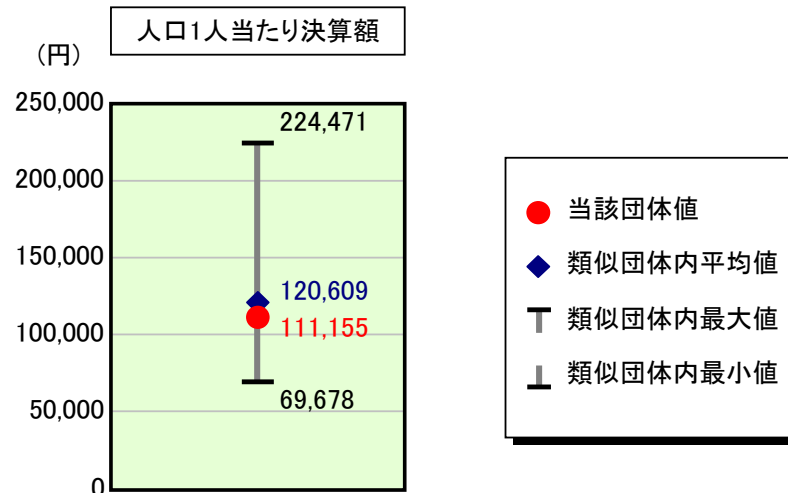 人口1人当たり決算額
(円)
250,000
224,471
200,000
150,000
120,609
111,155
100,000
69,678
50,000
0
当該団体値
類似団体内平均値
類似団体内最大値
類似団体内最小値